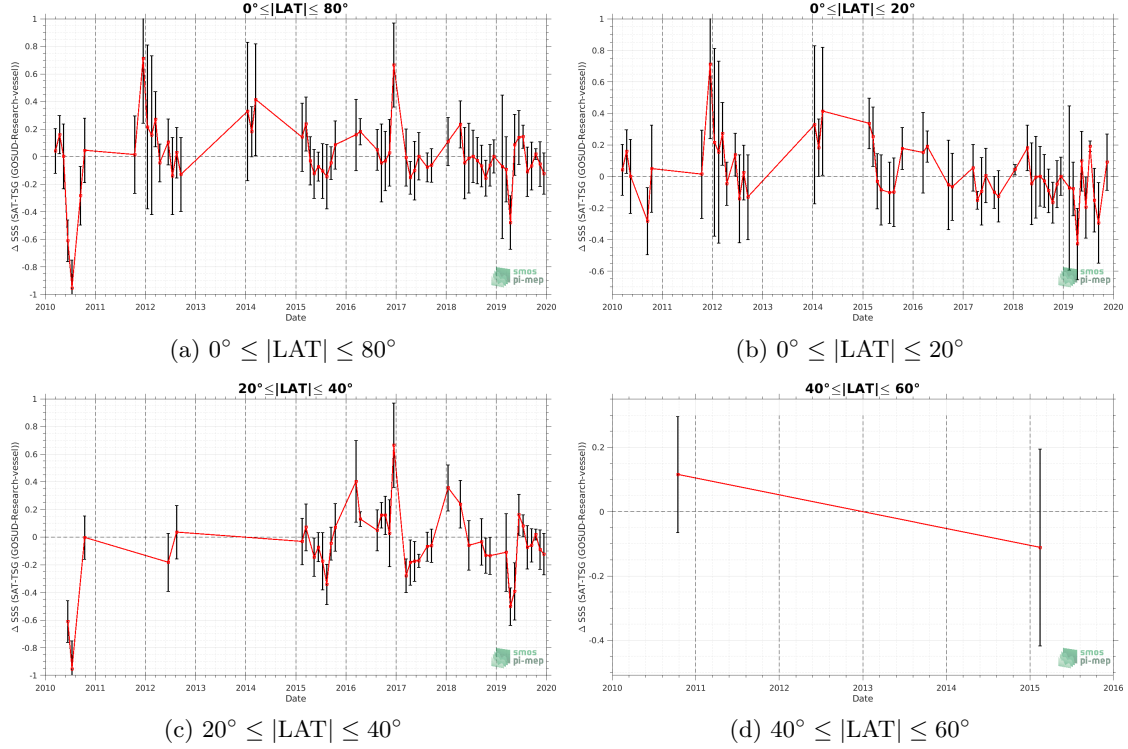 0°≤|LAT|≤ 80°
Δ SSS (SAT-TSG (GOSUD-Research-vessel))
1
0.8
0.6
0.4
0.2
0
-0.2
-0.4
-0.6
-0.8
-1
2010 2011 2012 2013 2014 2015 2016 2017 2018 2019 2020
Date
smos
pi-mep
(a) 0° ≤ |LAT| ≤ 80°
0°≤|LAT|≤ 20°
Δ SSS (SAT-TSG (GOSUD-Research-vessel))
1
0.8
0.6
0.4
0.2
0
-0.2
-0.4
-0.6
2010 2011 2012 2013 2014 2015 2016 2017 2018 2019 2020
Date
smos
pi-mep
(b) 0° ≤ |LAT| ≤ 20°
20°≤|LAT|≤ 40°
Δ SSS (SAT-TSG (GOSUD-Research-vessel))
1
0.8
0.6
0.4
0.2
0
-0.2
-0.4
-0.6
-0.8
-1
2010 2011 2012 2013 2014 2015 2016 2017 2018 2019 2020
Date
smos
pi-mep
(c) 20° ≤ |LAT| ≤ 40°
40°≤|LAT|≤ 60°
Δ SSS (SAT-TSG (GOSUD-Research-vessel))
0.2
0
-0.2
-0.4
2010 2011 2012 2013 2014 2015 2016
Date
smos
pi-mep
(d) 40° ≤ |LAT| ≤ 60°